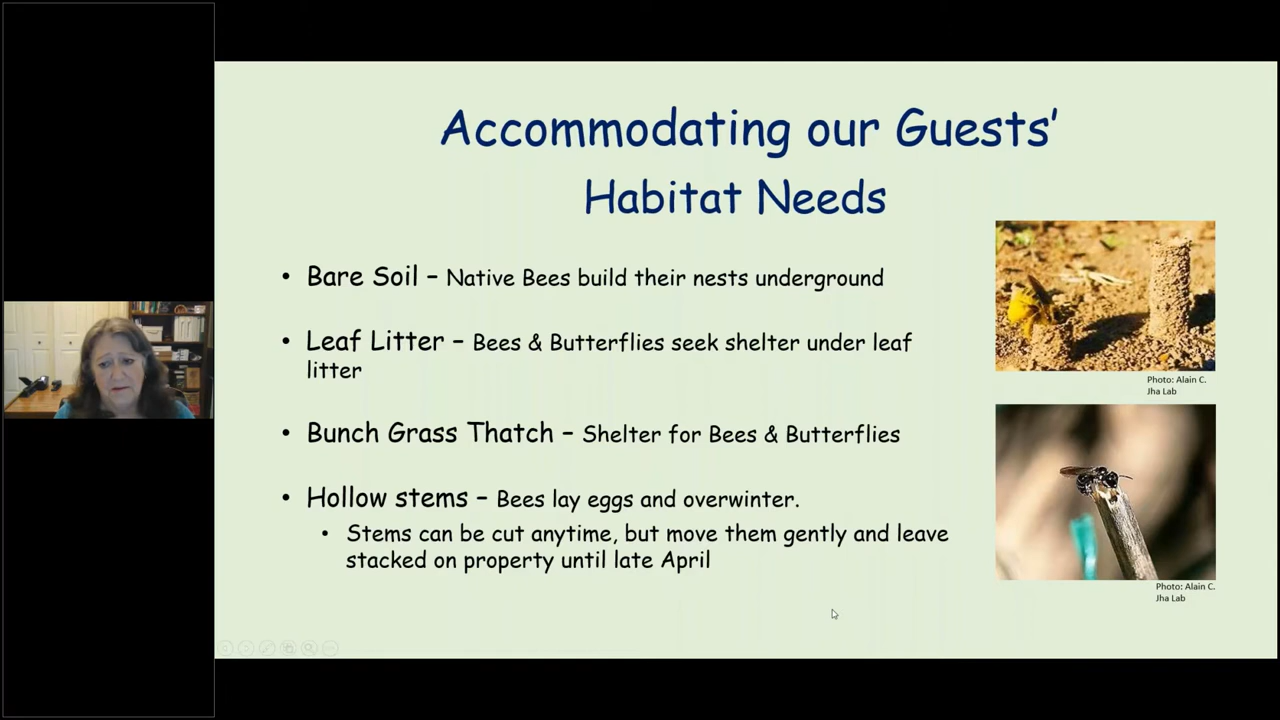 Accommodating our Guests’
Habitat Needs
• Bare Soil – Native Bees build their nests underground
• Leaf Litter – Bees & Butterflies seek shelter under leaf
litter
• Bunch Grass Thatch – Shelter for Bees & Butterflies
• Hollow stems – Bees lay eggs and overwinter.
• Stems can be cut anytime, but move them gently and leave
stacked on property until late April
Photo: Alain C.
Jha Lab
Photo: Alain C.
Jha Lab